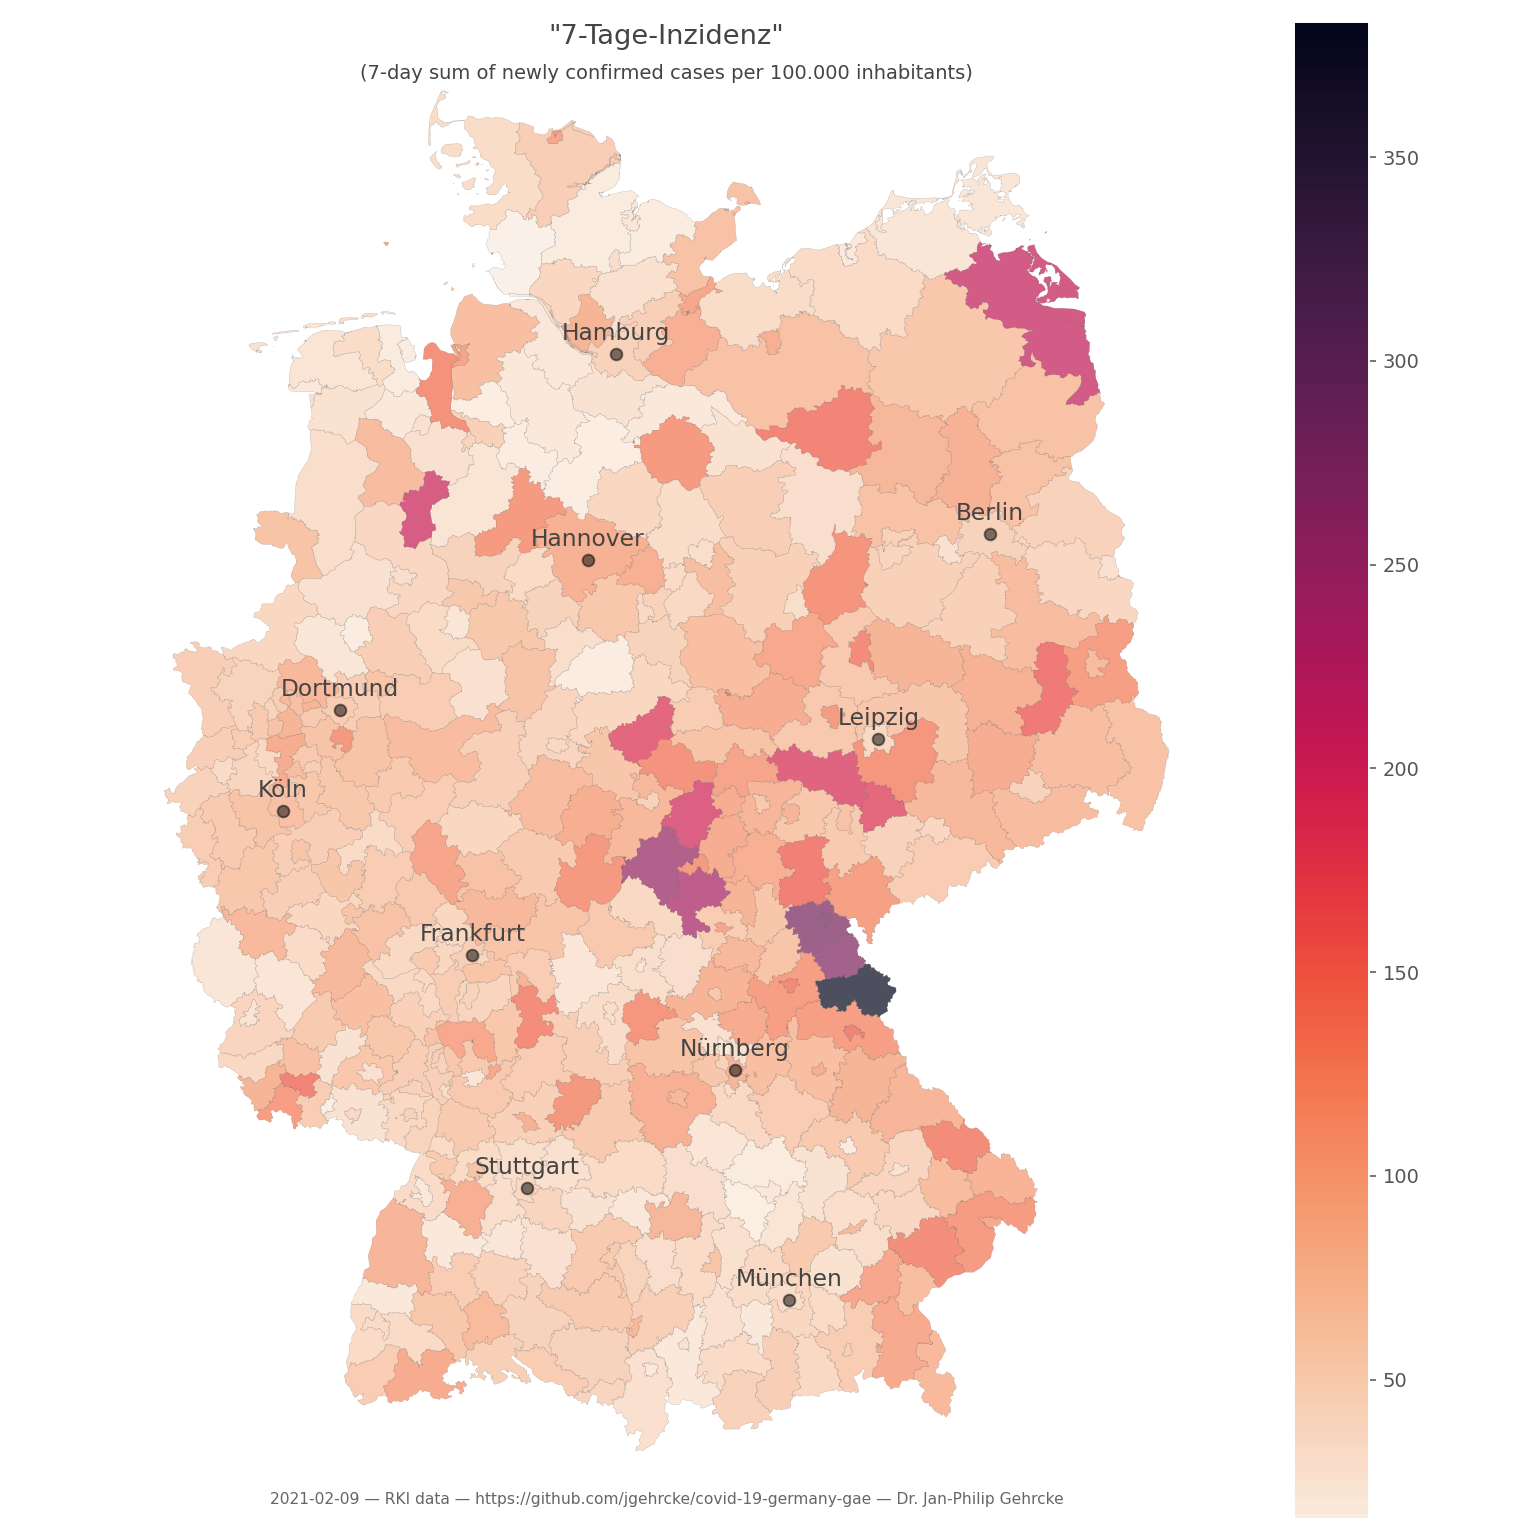 "7-Tage-Inzidenz"
(7-day sum of newly confirmed cases per 100.000 inhabitants)
350
Hamburg
300
Berlin
Hannover
250
Dortmund
Leipzig
200
Köln
Frankfurt
150
Nürnberg
Stuttgart
100
München
50
2021-02-09 — RKI data — https://github.com/jgehrcke/covid-19-germany-gae — Dr. Jan-Philip Gehrcke